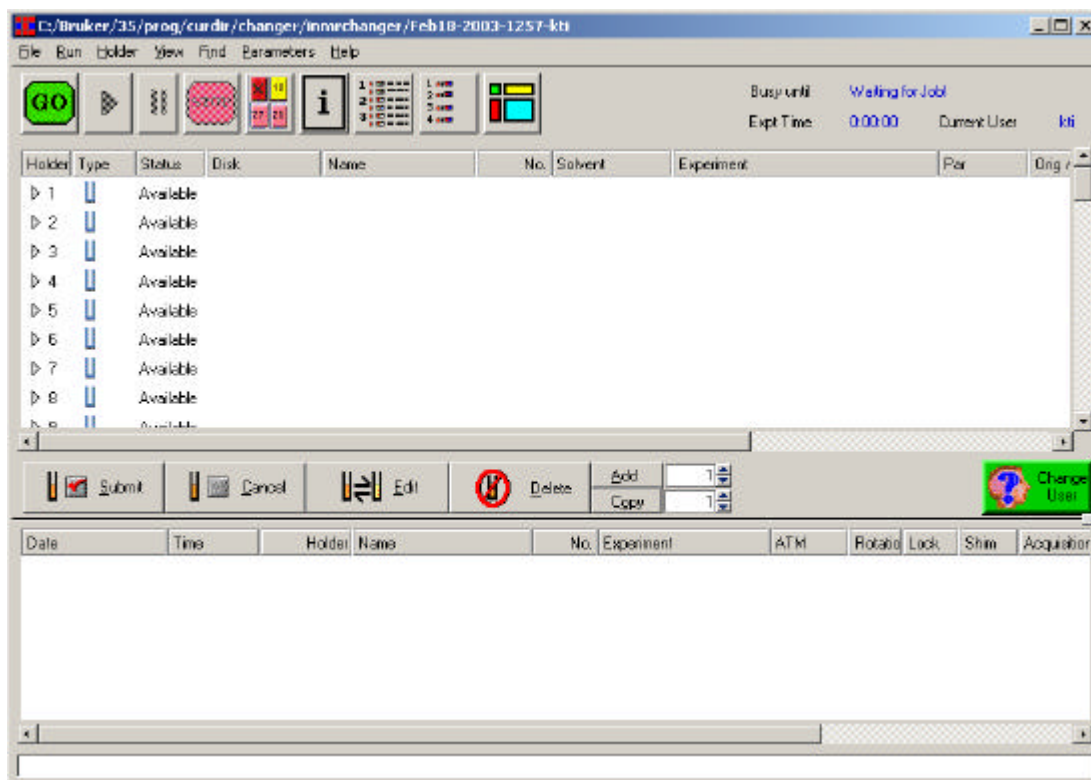 C:/Bruker/35/prog/curdir/changer/inmrchanger/Feb18-2003-1257-kti
File Run Holder View Find Parameters Help
GO
Busy until Waiting for Job!
Expt Time 0:00:00 Current User kti
Holder Type Status Disk Name No. Solvent Experiment Par Orig
1 Available
2 Available
3 Available
4 Available
5 Available
6 Available
7 Available
8 Available
9 Available
Submit Cancel Edit Delete Add 1 Change User
Copy 1
Date Time Holder Name No. Experiment ATM Rotatio Lock Shim Acquisition